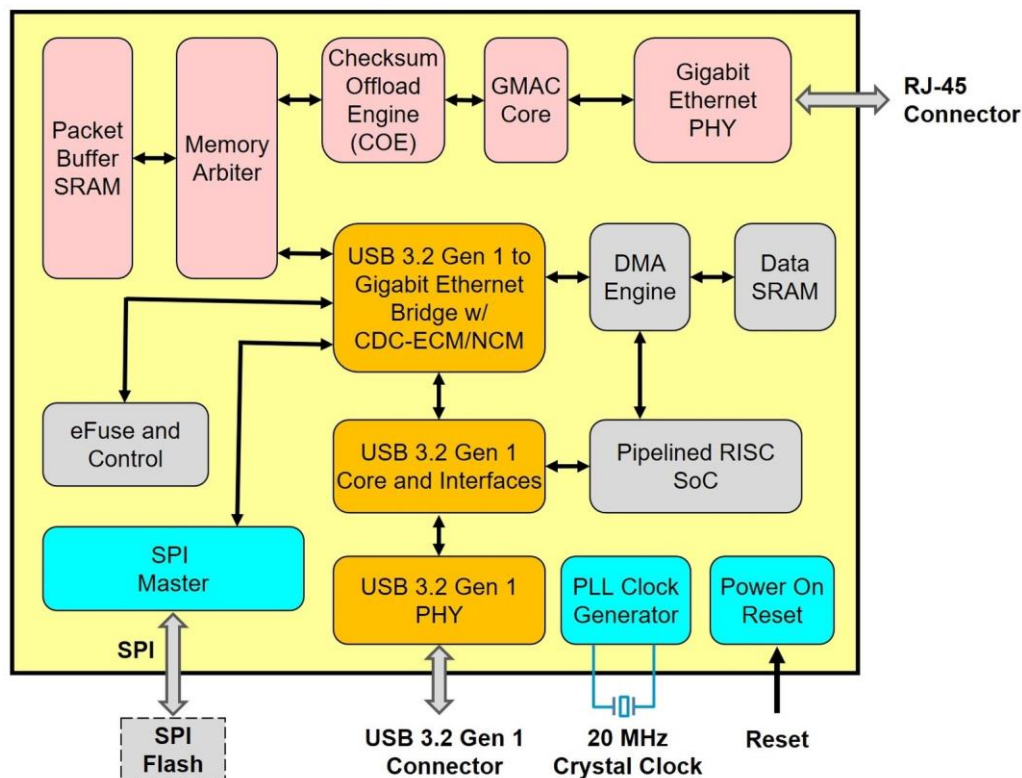 Packet
Buffer
SRAM
Memory
Arbiter
Checksum
Offload
Engine
(COE)
GMAC
Core
Gigabit
Ethernet
PHY
RJ-45
Connector
USB 3.2 Gen 1 to
Gigabit Ethernet
Bridge w/
CDC-ECM/NCM
DMA
Engine
Data
SRAM
eFuse and
Control
USB 3.2 Gen 1
Core and Interfaces
Pipelined RISC
SoC
SPI
Master
USB 3.2 Gen 1
PHY
PLL Clock
Generator
Power On
Reset
SPI
SPI
Flash
USB 3.2 Gen 1
Connector
20 MHz
Crystal Clock
Reset